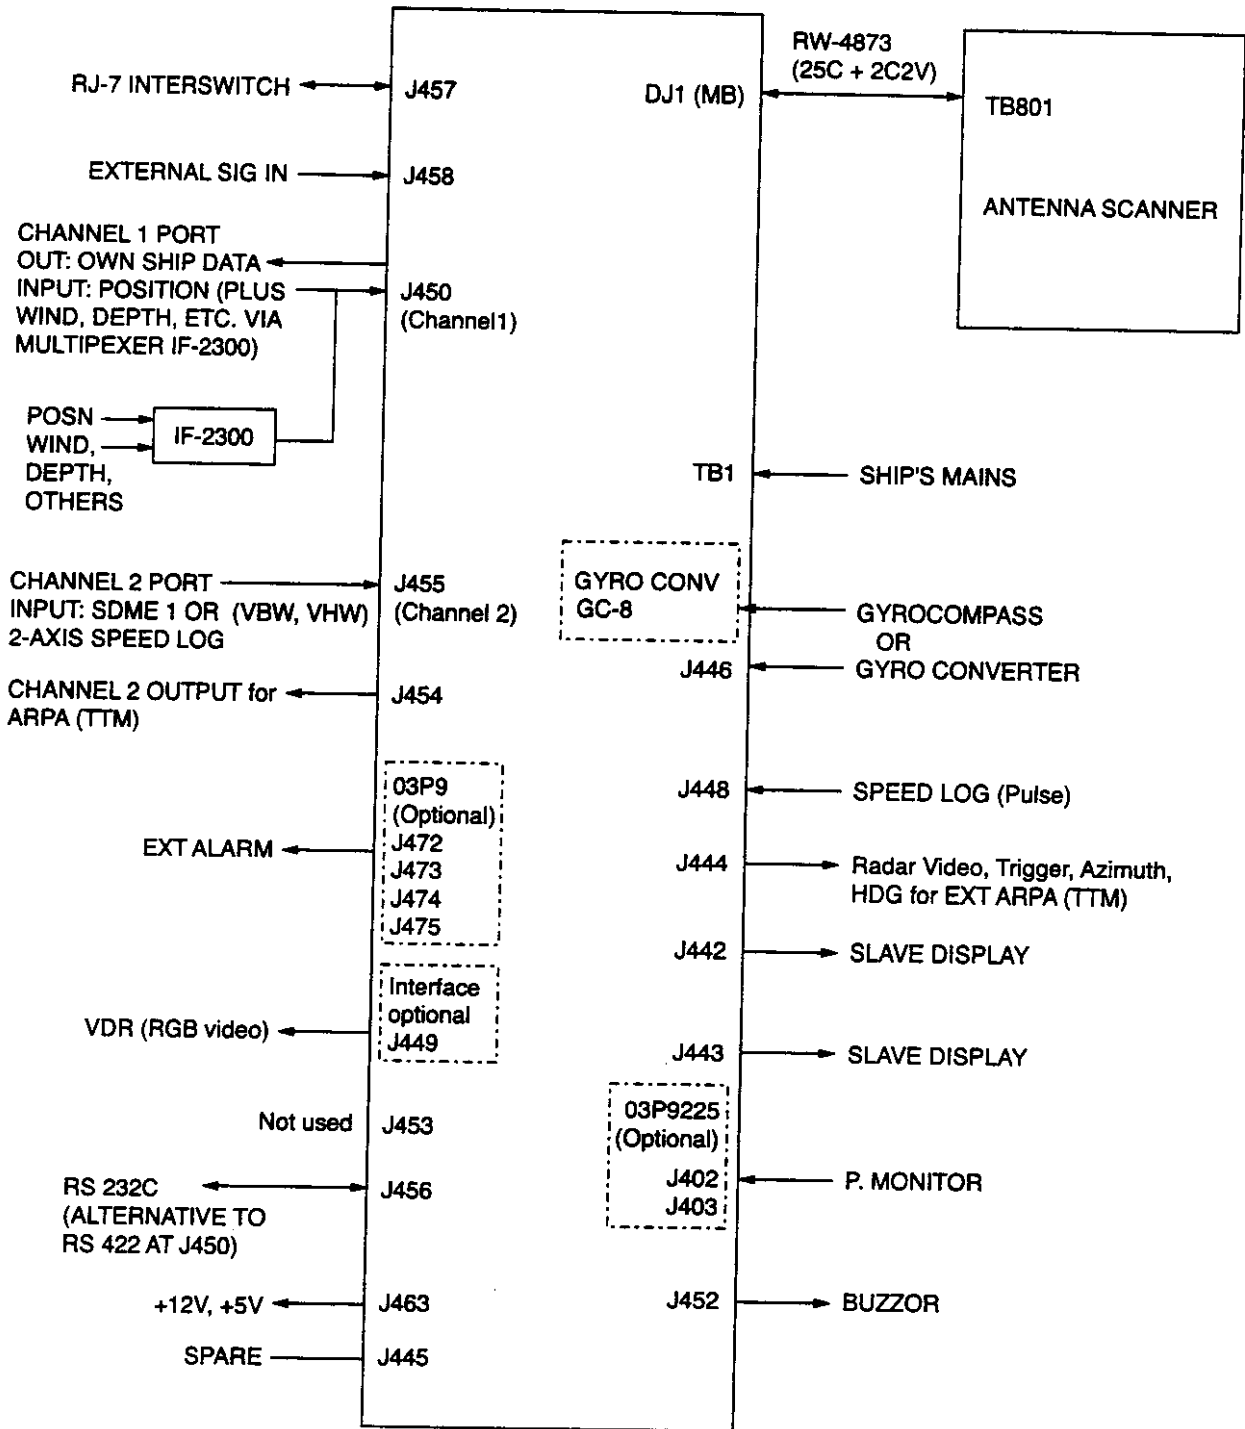 RJ-7 INTERSWITCH
J457
EXTERNAL SIG IN
J458
CHANNEL 1 PORT
OUT: OWN SHIP DATA
INPUT: POSITION (PLUS
WIND, DEPTH, ETC. VIA
MULTIPEXER IF-2300)
J450
(Channel1)
POSN
WIND,
DEPTH,
OTHERS
IF-2300
CHANNEL 2 PORT
INPUT: SDME 1 OR (VBW, VHW)
2-AXIS SPEED LOG
J455
(Channel 2)
CHANNEL 2 OUTPUT for
ARPA (TTM)
J454
03P9
(Optional)
J472
J473
J474
J475
EXT ALARM
Interface
optional
J449
VDR (RGB video)
Not used
J453
RS 232C
(ALTERNATIVE TO
RS 422 AT J450)
J456
+12V, +5V
J463
SPARE
J445
DJ1 (MB)
RW-4873
(25C + 2C2V)
TB801
ANTENNA SCANNER
TB1
SHIP'S MAINS
GYRO CONV
GC-8
GYROCOMPASS
OR
GYRO CONVERTER
J446
J448
SPEED LOG (Pulse)
J444
Radar Video, Trigger, Azimuth,
HDG for EXT ARPA (TTM)
J442
SLAVE DISPLAY
J443
SLAVE DISPLAY
03P9225
(Optional)
J402
J403
P. MONITOR
J452
BUZZOR